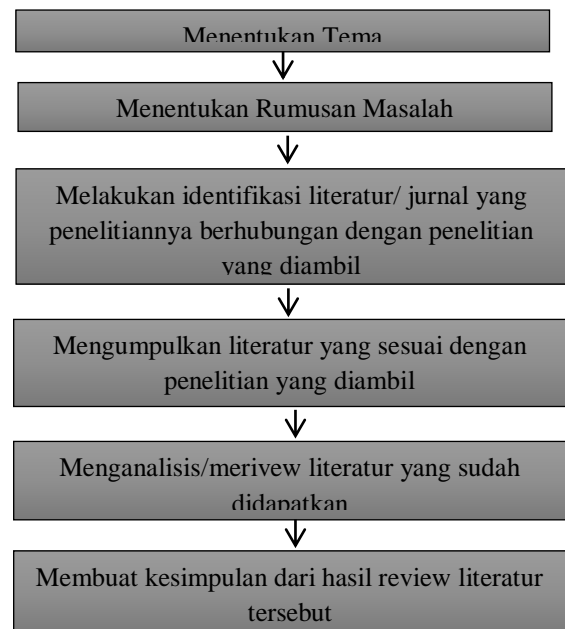 Menentukan Tema
Menentukan Rumusan Masalah
Melakukan identifikasi literatur/ jurnal yang
penelitiannya berhubungan dengan penelitian
yang diambil
Mengumpulkan literatur yang sesuai dengan
penelitian yang diambil
Menganalisis/merivew literatur yang sudah
didapatkan
Membuat kesimpulan dari hasil review literatur
tersebut